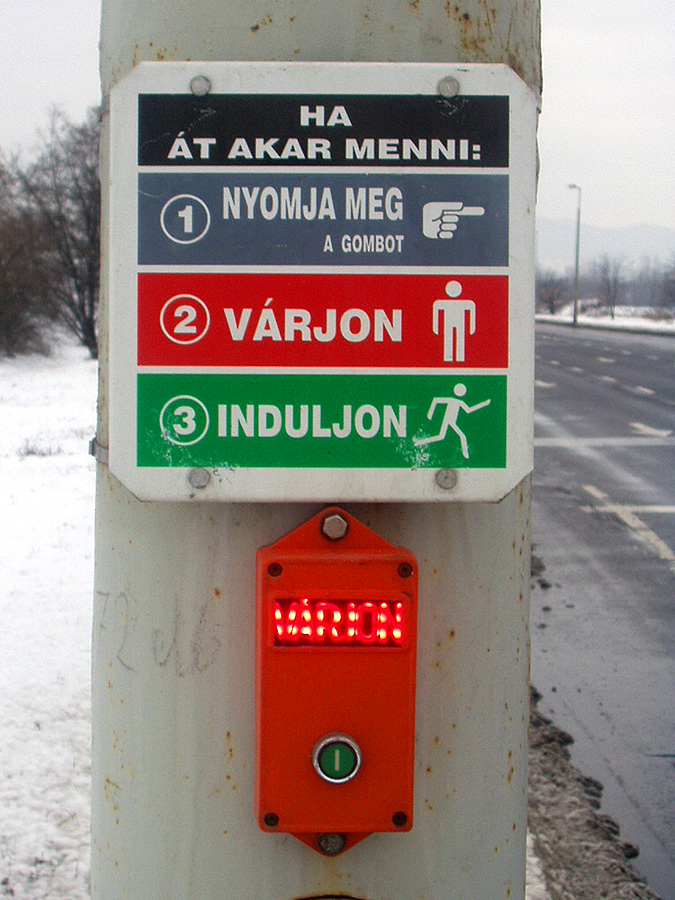 HA
ÁT AKAR MENNI:
1 NYOMJA MEG
A GOMBOT
2 VÁRJON
3 INDULJON
VÁRJON
I